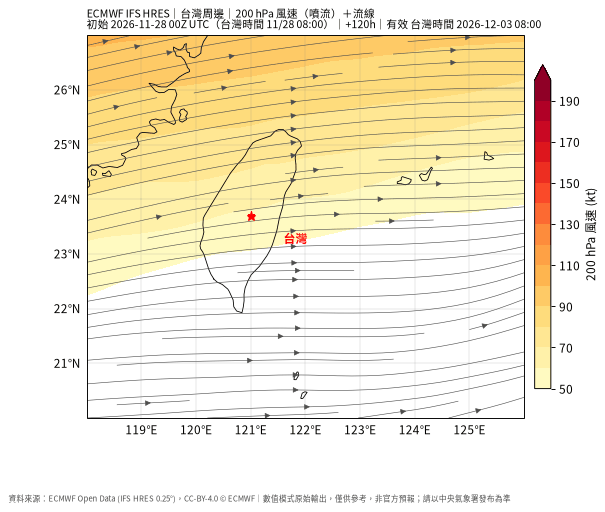 ECMWF IFS HRES｜台灣周邊｜200 hPa 風速（噴流）＋流線
初始 2026-11-28 00Z UTC（台灣時間 11/28 08:00）｜+120h｜有效 台灣時間 2026-12-03 08:00
26°N
25°N
24°N
23°N
22°N
21°N
119°E
120°E
121°E
122°E
123°E
124°E
125°E
台灣
190
170
150
130
110
90
70
50
200 hPa 風速 (kt)
資料來源：ECMWF Open Data (IFS HRES 0.25°)，CC-BY-4.0 © ECMWF｜數值模式原始輸出，僅供參考，非官方預報；請以中央氣象署發布為準